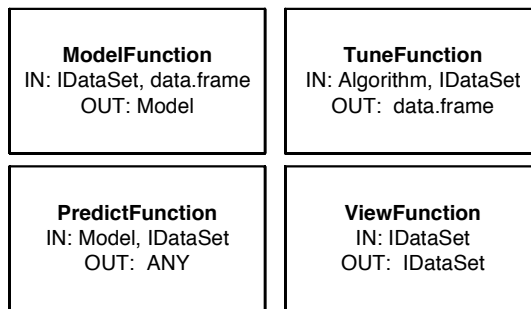 ModelFunction
IN: IDataSet, data.frame
OUT: Model
TuneFunction
IN: Algorithm, IDataSet
OUT: data.frame
PredictFunction
IN: Model, IDataSet
OUT: ANY
ViewFunction
IN: IDataSet
OUT: IDataSet